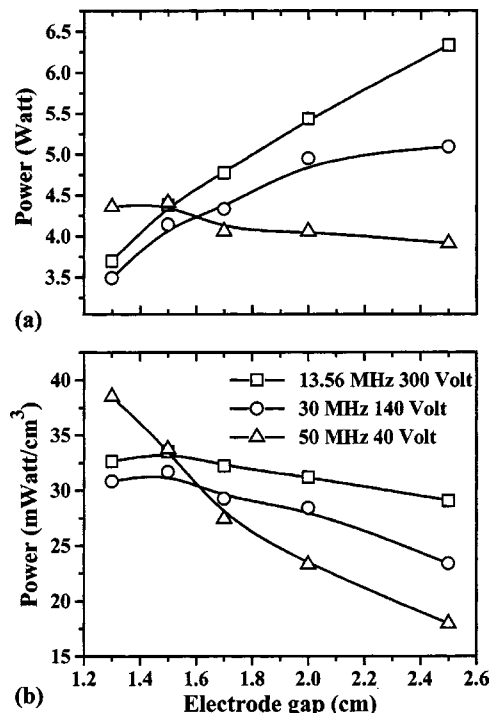 6.5
6.0
5.5
5.0
4.5
4.0
3.5
Power (Watt)
(a)
40
35
30
25
20
15
Power (mWatt/cm³)
13.56 MHz 300 Volt
30 MHz 140 Volt
50 MHz 40 Volt
1.2 1.4 1.6 1.8 2.0 2.2 2.4 2.6
(b)
Electrode gap (cm)